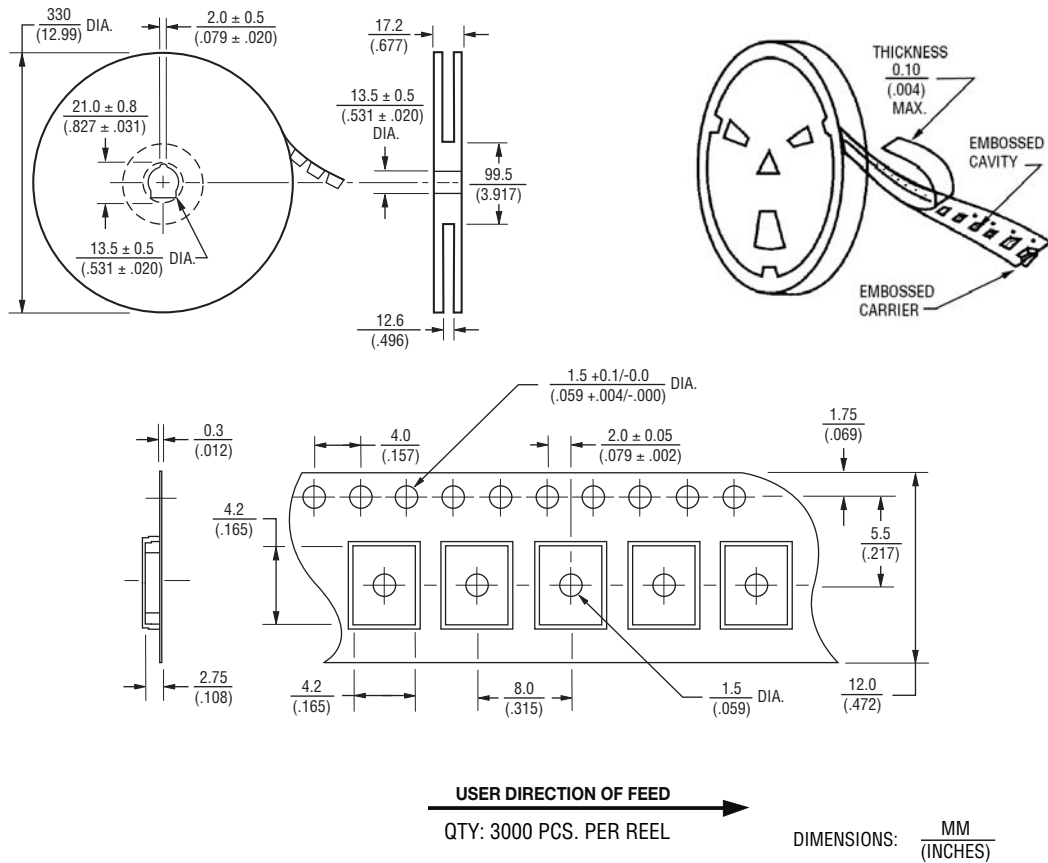 330
(12.99) DIA.
2.0 ± 0.5
(.079 ± .020)
17.2
(.677)
21.0 ± 0.8
(.827 ± .031)
13.5 ± 0.5
(.531 ± .020)
DIA.
99.5
(3.917)
13.5 ± 0.5
(.531 ± .020) DIA.
12.6
(.496)
THICKNESS
0.10
(.004)
MAX.
EMBOSSED
CAVITY
EMBOSSED
CARRIER
1.5 +0.1/-0.0
(.059 +.004/-.000) DIA.
0.3
(.012)
4.0
(.157)
2.0 ± 0.05
(.079 ± .002)
1.75
(.069)
4.2
(.165)
5.5
(.217)
2.75
(.108)
4.2
(.165)
8.0
(.315)
1.5
(.059) DIA.
12.0
(.472)
USER DIRECTION OF FEED
QTY: 3000 PCS. PER REEL
DIMENSIONS: MM
(INCHES)